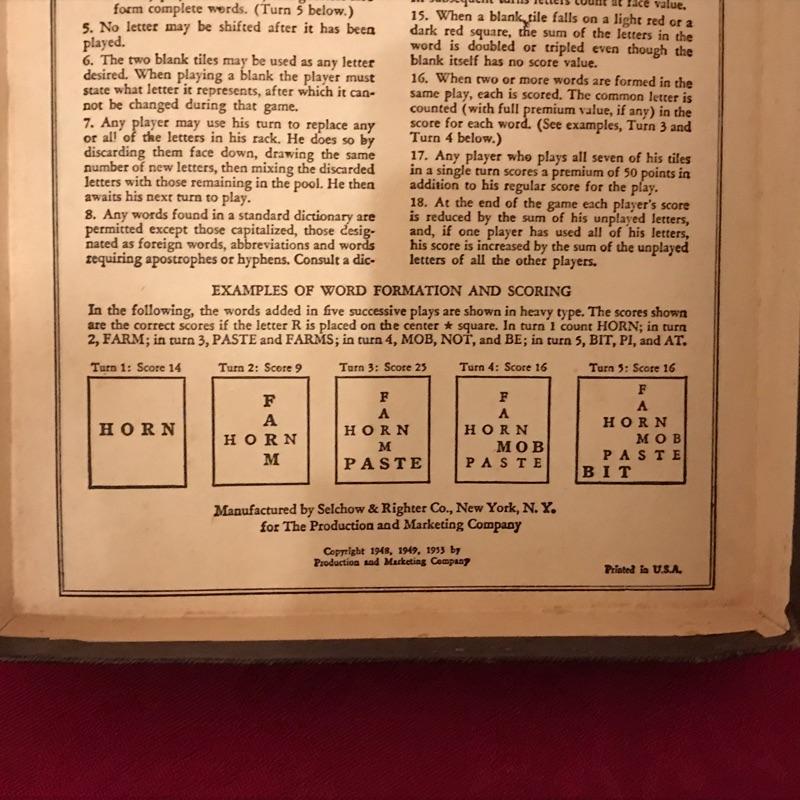 form complete words. (Turn 5 below.)
5. No letter may be shifted after it has been
played.
6. The two blank tiles may be used as any letter
desired. When playing a blank the player must
state what letter it represents, after which it can-
not be changed during that game.
7. Any player may use his turn to replace any
or all of the letters in his rack. He does so by
discarding them face down, drawing the same
number of new letters, then mixing the discarded
letters with those remaining in the pool. He then
awaits his next turn to play.
8. Any words found in a standard dictionary are
permitted except those capitalized, those desig-
nated as foreign words, abbreviations and words
requiring apostrophes or hyphens. Consult a dic-
in subsequent turns letters count at face value.
15. When a blank tile falls on a light red or a
dark red square, the sum of the letters in the
word is doubled or tripled even though the
blank itself has no score value.
16. When two or more words are formed in the
same play, each is scored. The common letter is
counted (with full premium value, if any) in the
score for each word. (See examples, Turn 3 and
Turn 4 below.)
17. Any player who plays all seven of his tiles
in a single turn scores a premium of 50 points in
addition to his regular score for the play.
18. At the end of the game each player's score
is reduced by the sum of his unplayed letters,
and, if one player has used all of his letters,
his score is increased by the sum of the unplayed
letters of all the other players.
EXAMPLES OF WORD FORMATION AND SCORING
In the following, the words added in five successive plays are shown in heavy type. The scores shown
are the correct scores if the letter R is placed on the center ★ square. In turn 1 count HORN; in turn
2, FARM; in turn 3, PASTE and FARMS; in turn 4, MOB, NOT, and BE; in turn 5, BIT, PI, and AT.
Turn 1: Score 14
HORN
Turn 2: Score 9
F
A
HORN
M
Turn 3: Score 25
F
A
HORN
M
PASTE
Turn 4: Score 16
F
A
HORN
MOB
PASTE
Turn 5: Score 16
F
A
HORN
MOB
PASTE
BIT
Manufactured by Selchow & Righter Co., New York, N. Y.
for The Production and Marketing Company
Copyright 1948, 1949, 1953 by
Production and Marketing Company
Printed in U.S.A.